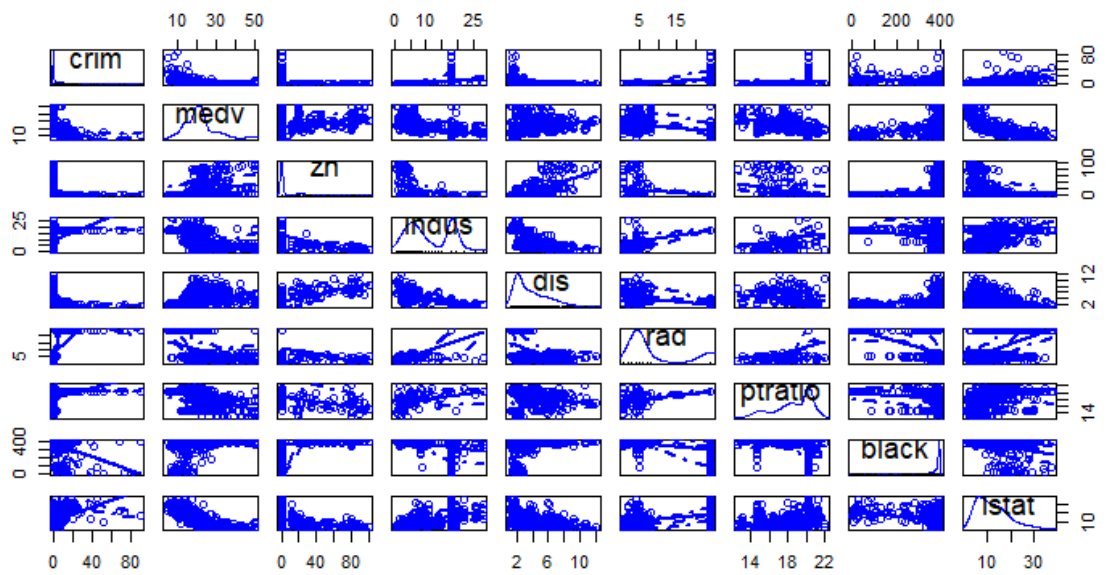 10 30 50 0 10 20 5 15 0 200 400
crim 0 40 80
10 medv
zn 0 100
0 25 indus
dis 2 12
5 rad
ptratio 14
0 400 black
lstat 10
0 40 80 0 40 80 2 6 10 14 18 22 10 30